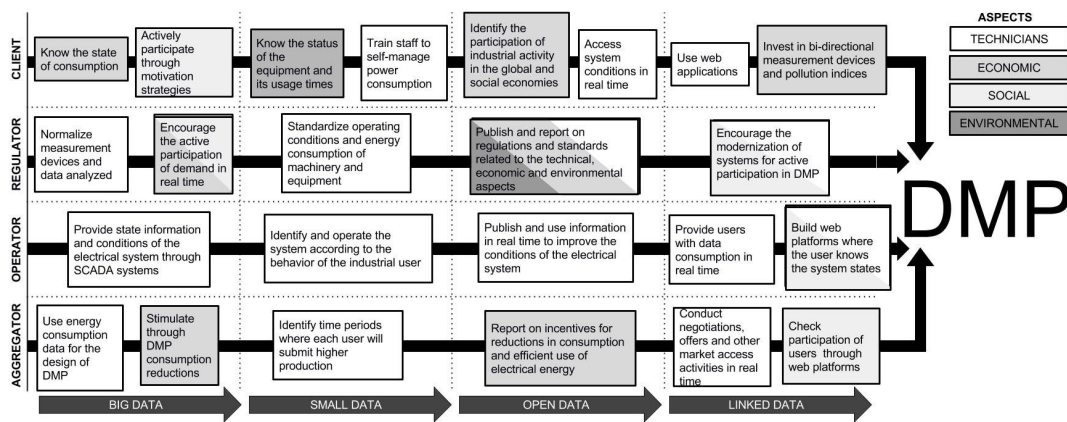 ASPECTS
TECHNICIANS
ECONOMIC
SOCIAL
ENVIRONMENTAL
CLIENT
Know the state
of consumption
Actively
participate
through
motivation
strategies
Know the status
of the
equipment and
its usage times
Train staff to
self-manage
power
consumption
Identify the
participation of
industrial activity
in the global and
social economies
Access
system
conditions in
real time
Use web
applications
Invest in bi-directional
measurement devices
and pollution indices
REGULATOR
Normalize
measurement
devices and
data analyzed
Encourage
the active
participation
of demand in
real time
Standardize operating
conditions and energy
consumption of
machinery and
equipment
Publish and report on
regulations and standards
related to the technical,
economic and environmental
aspects
Encourage the
modernization of
systems for active
participation in DMP
OPERATOR
Provide state information
and conditions of the
electrical system through
SCADA systems
Identify and operate the
system according to the
behavior of the industrial user
Publish and use information
in real time to improve the
conditions of the electrical
system
Provide users
with data
consumption in
real time
Build web
platforms where
the user knows
the system states
AGGREGATOR
Use energy
consumption
data for the
design of
DMP
Stimulate
through
DMP
consumption
reductions
Identify time periods
where each user will
submit higher
production
Report on incentives for
reductions in consumption
and efficient use of
electrical energy
Conduct
negotiations,
offers and other
market access
activities in real
time
Check
participation of
users through
web platforms
DMP
BIG DATA
SMALL DATA
OPEN DATA
LINKED DATA